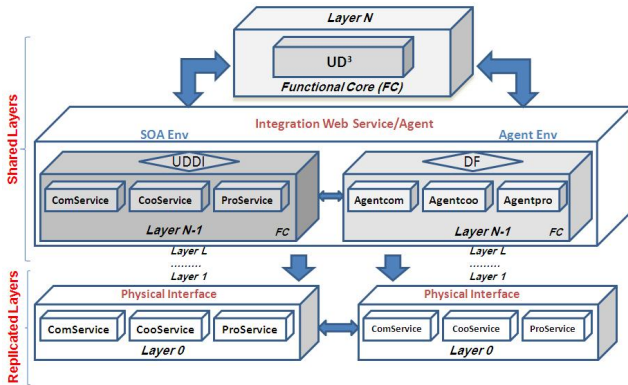 Layer N
UD³
Functional Core (FC)
Shared Layers
Integration Web Service/Agent
SOA Env
Agent Env
UDDI
DF
ComService
CooService
ProService
Agentcom
Agentcoo
Agentpro
Layer N-1
FC
Layer N-1
FC
Layer L
.........
Layer 1
Layer L
.........
Layer 1
Replicated Layers
Physical Interface
Physical Interface
ComService
CooService
ProService
ComService
CooService
ProService
Layer 0
Layer 0